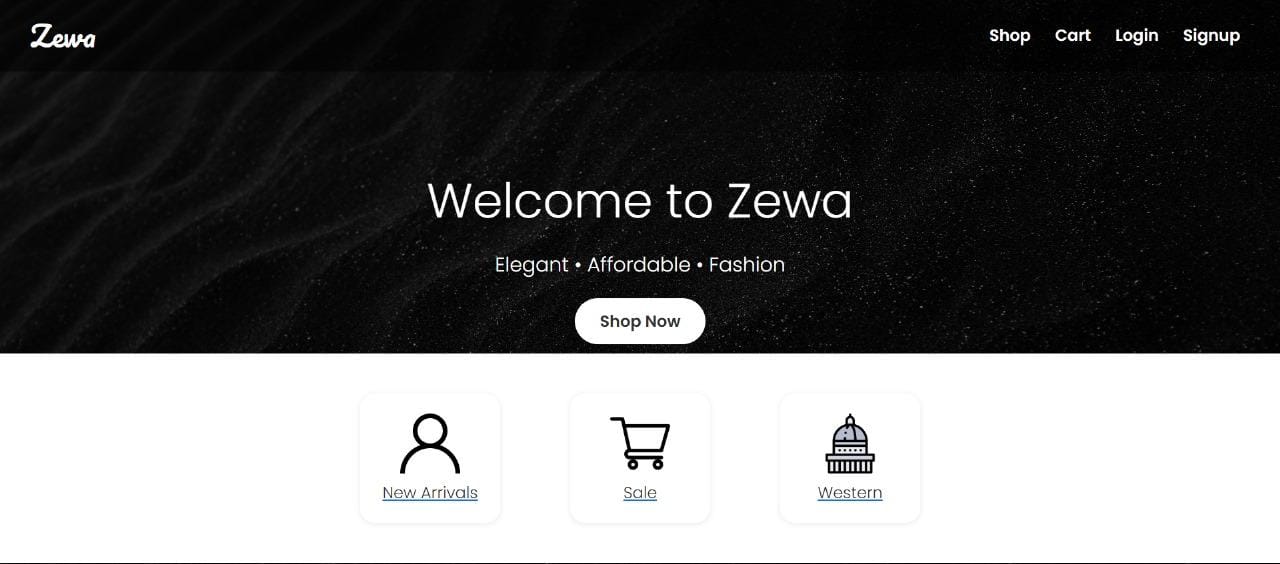 Zewa
Shop Cart Login Signup
Welcome to Zewa
Elegant • Affordable • Fashion
Shop Now
New Arrivals
Sale
Western